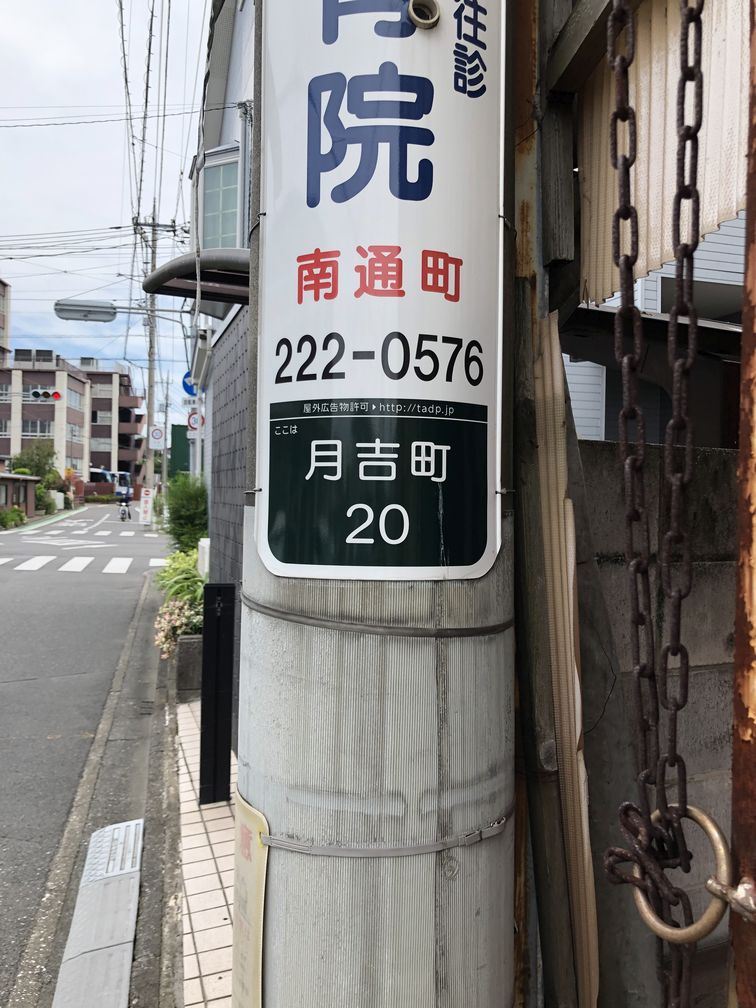 往診
院
南通町
222-0576
屋外広告物許可▶http://tadp.jp
ここは
月吉町
20